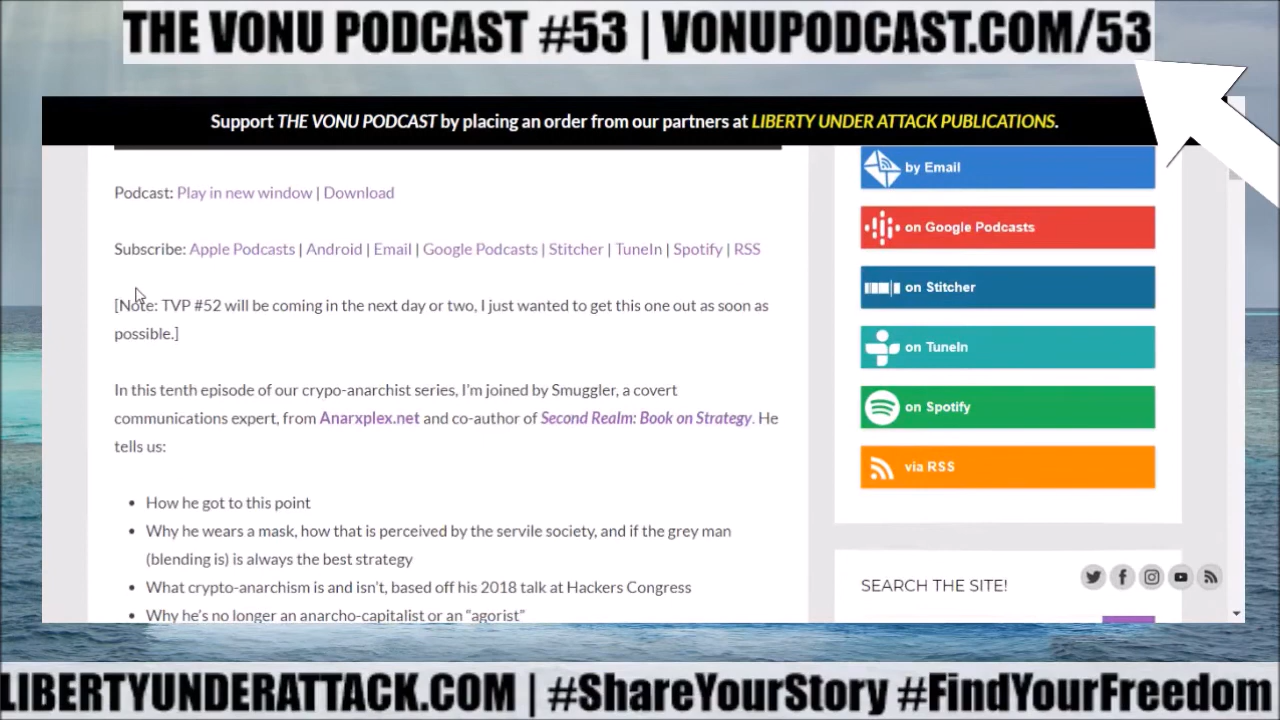 THE VONU PODCAST #53 | VONUPODCAST.COM/53
Support THE VONU PODCAST by placing an order from our partners at LIBERTY UNDER ATTACK PUBLICATIONS.
Podcast: Play in new window | Download
Subscribe: Apple Podcasts | Android | Email | Google Podcasts | Stitcher | TuneIn | Spotify | RSS
[Note: TVP #52 will be coming in the next day or two, I just wanted to get this one out as soon as
possible.]
In this tenth episode of our crypo-anarchist series, I'm joined by Smuggler, a covert
communications expert, from Anarxplex.net and co-author of Second Realm: Book on Strategy. He
tells us:
• How he got to this point
• Why he wears a mask, how that is perceived by the servile society, and if the grey man
(blending is) is always the best strategy
• What crypto-anarchism is and isn't, based off his 2018 talk at Hackers Congress
• Why he's no longer an anarcho-capitalist or an "agorist"
by Email
on Google Podcasts
on Stitcher
on TuneIn
on Spotify
via RSS
SEARCH THE SITE!
LIBERTYUNDERATTACK.COM | #ShareYourStory #FindYourFreedom